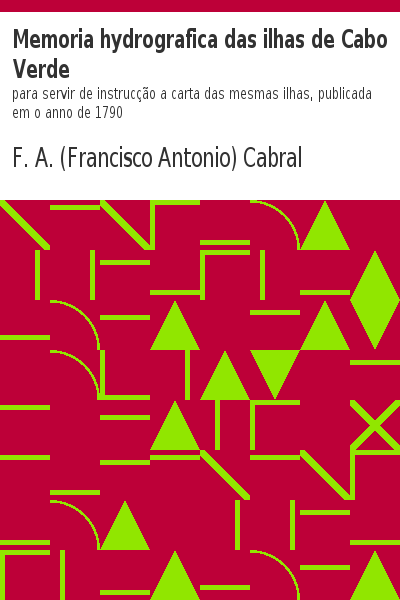 Memoria hydrografica das ilhas de Cabo
Verde
para servir de instrucção a carta das mesmas ilhas, publicada
em o anno de 1790
F. A. (Francisco Antonio) Cabral